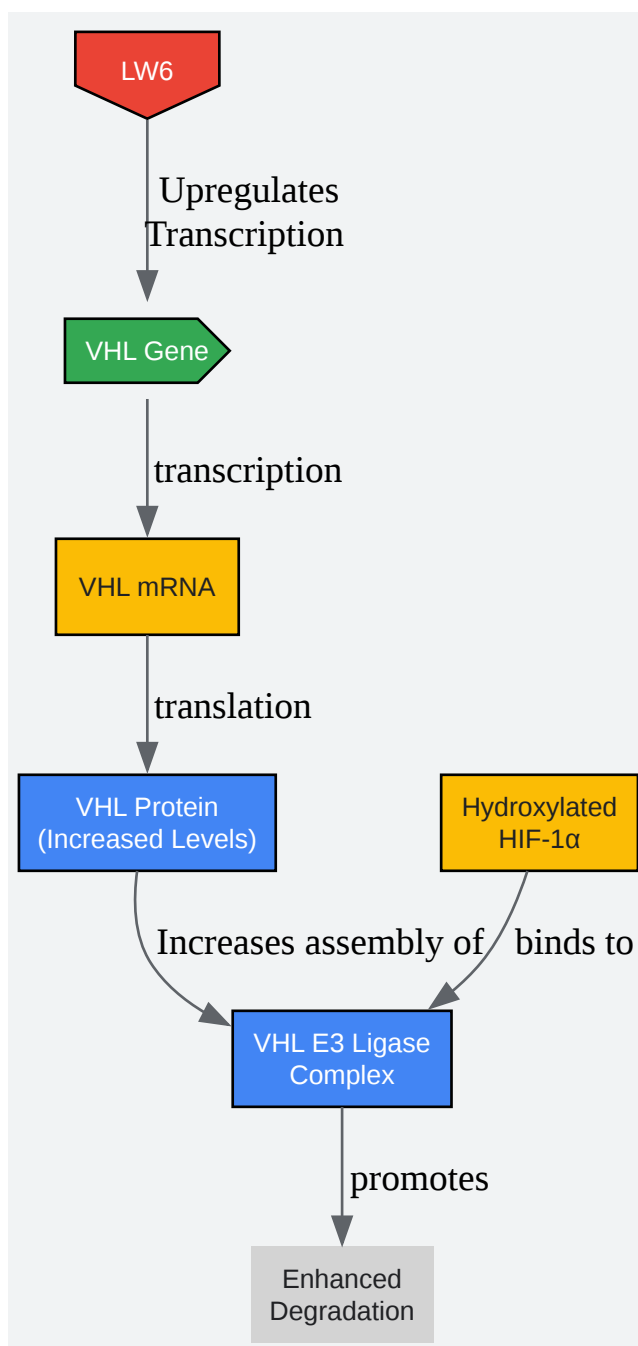 LW6
Upregulates
Transcription
VHL Gene
transcription
VHL mRNA
translation
VHL Protein
(Increased Levels)
Hydroxylated
HIF-1α
Increases assembly of
binds to
VHL E3 Ligase
Complex
promotes
Enhanced
Degradation